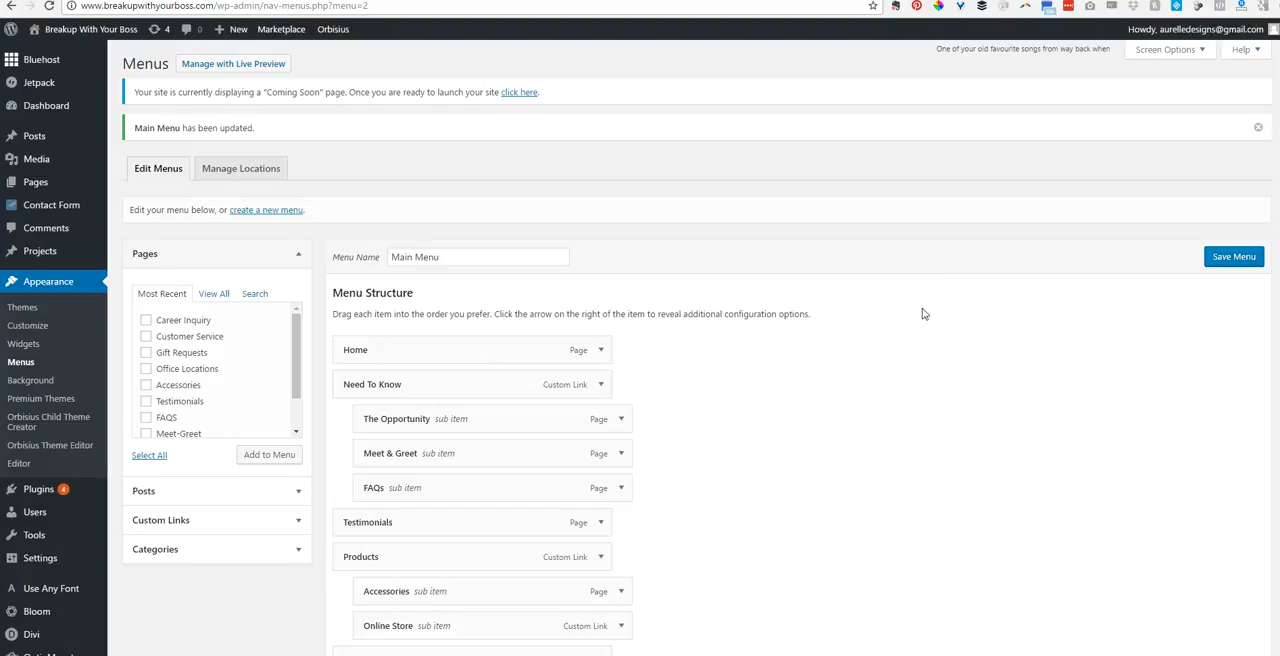 www.breakupwithyourboss.com/wp-admin/nav-menus.php?menu=2
Breakup With Your Boss 4 0 New Marketplace Orbisius Howdy, aurelledesigns@gmail.com
One of your old favourite songs from way back when Screen Options Help
Bluehost
Jetpack
Dashboard
Posts
Media
Pages
Contact Form
Comments
Projects
Appearance
Themes
Customize
Widgets
Menus
Background
Premium Themes
Orbisius Child Theme
Creator
Orbisius Theme Editor
Editor
Plugins 4
Users
Tools
Settings
Use Any Font
Bloom
Divi
Menus Manage with Live Preview
Your site is currently displaying a "Coming Soon" page. Once you are ready to launch your site click here.
Main Menu has been updated.
Edit Menus Manage Locations
Edit your menu below, or create a new menu.
Pages
Most Recent View All Search
Career Inquiry
Customer Service
Gift Requests
Office Locations
Accessories
Testimonials
FAQS
Meet-Greet
Select All Add to Menu
Posts
Custom Links
Categories
Menu Name Main Menu Save Menu
Menu Structure
Drag each item into the order you prefer. Click the arrow on the right of the item to reveal additional configuration options.
Home Page
Need To Know Custom Link
The Opportunity sub item Page
Meet & Greet sub item Page
FAQs sub item Page
Testimonials Page
Products Custom Link
Accessories sub item Page
Online Store sub item Custom Link